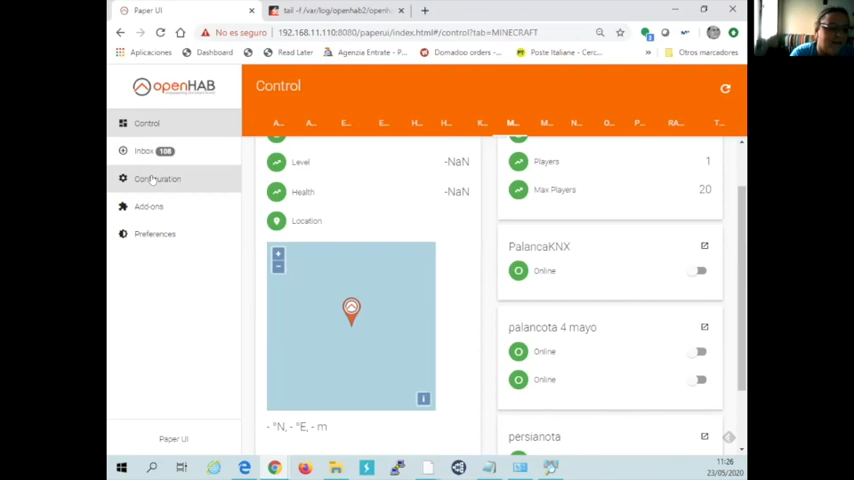 Paper UI
tail -f /var/log/openhab2/openh
No es seguro
192.168.11.110:8080/paperui/index.html#/control?tab=MINECRAFT
Aplicaciones
Dashboard
Read Later
Agenzia Entrate - P...
Domadoo orders -...
Poste Italiane - Cerc...
»
Otros marcadores
openHAB
Control
Control
A...
A...
E...
E...
H...
H...
K...
M...
M...
N...
O...
P...
RA...
T...
Inbox 108
Configuration
Add-ons
Preferences
Paper UI
Level -NaN
Health -NaN
Location
+
−
i
- °N, - °E, - m
Players 1
Max Players 20
PalancaKNX
Online
palancota 4 mayo
Online
Online
persianota
11:26
23/05/2020